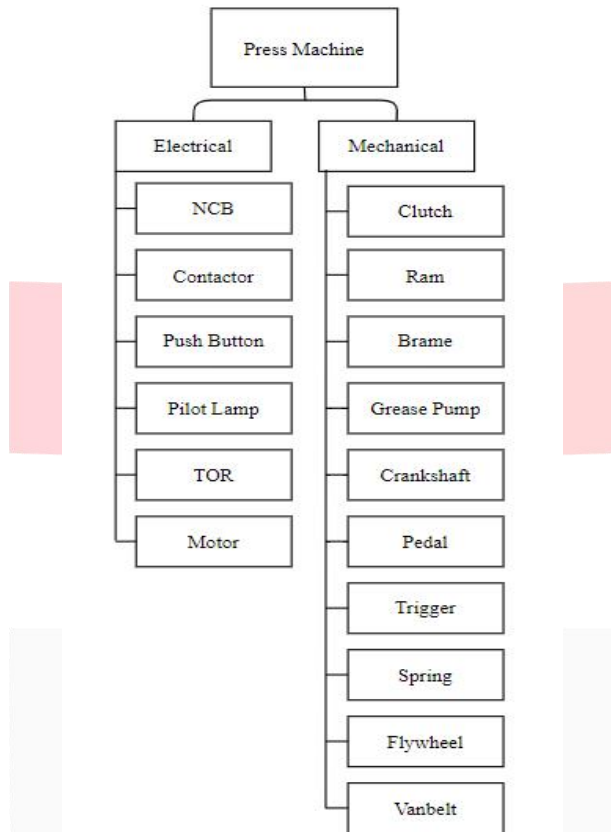 Press Machine
Electrical
NCB
Contactor
Push Button
Pilot Lamp
TOR
Motor
Mechanical
Clutch
Ram
Brame
Grease Pump
Crankshaft
Pedal
Trigger
Spring
Flywheel
Vanbelt